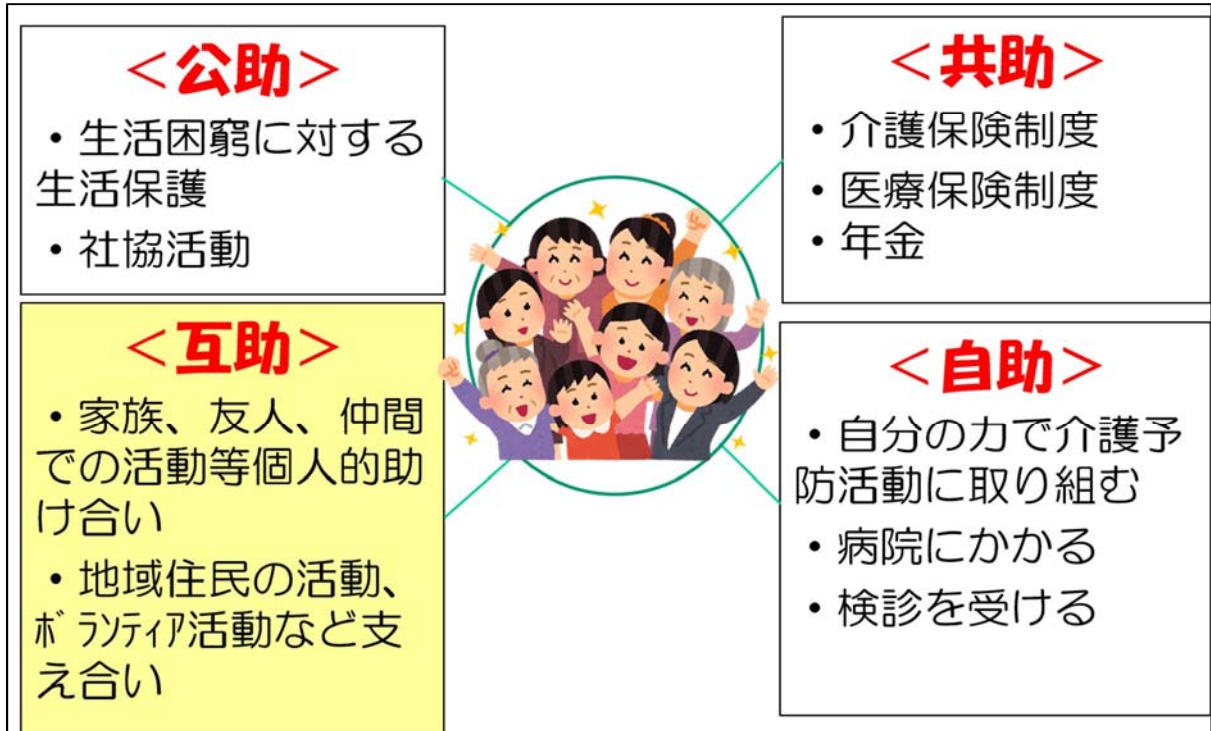 ＜公助＞
・生活困窮に対する
生活保護
・社協活動
＜共助＞
・介護保険制度
・医療保険制度
・年金
＜互助＞
・家族、友人、仲間
での活動等個人的助
け合い
・地域住民の活動、
ﾎﾞﾗﾝﾃｨｱ活動など支
え合い
＜自助＞
・自分の力で介護予
防活動に取り組む
・病院にかかる
・検診を受ける